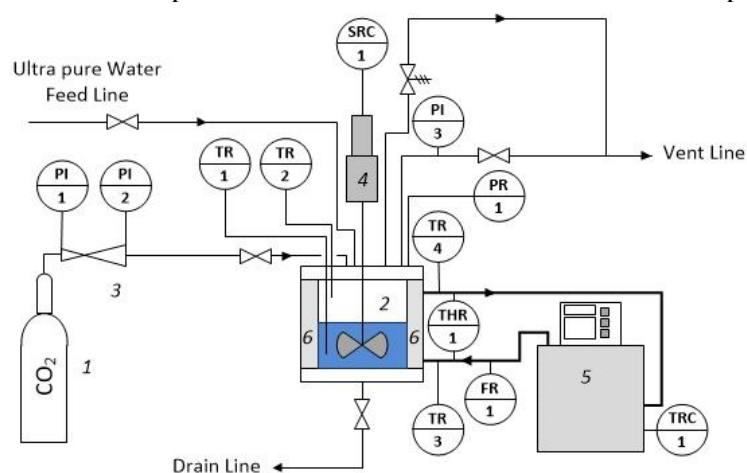 SRC
1
Ultra pure Water
Feed Line
PI
3
Vent Line
TR
1
TR
2
4
PI
1
PI
2
PR
1
TR
4
3
2
6
6
THR
1
CO2
1
5
FR
1
TR
3
TRC
1
Drain Line